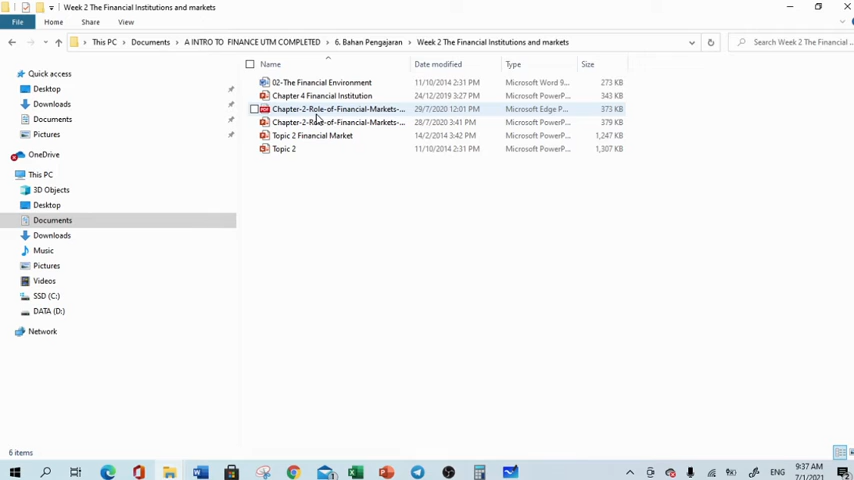 Week 2 The Financial Institutions and markets
File Home Share View
This PC Documents A INTRO TO FINANCE UTM COMPLETED 6. Bahan Pengajaran Week 2 The Financial Institutions and markets Search Week 2 The Financial ...
Name Date modified Type Size
Quick access
Desktop
Downloads
Documents
Pictures
OneDrive
This PC
3D Objects
Desktop
Documents
Downloads
Music
Pictures
Videos
SSD (C:)
DATA (D:)
Network
02-The Financial Environment 11/10/2014 2:31 PM Microsoft Word 9... 273 KB
Chapter 4 Financial Institution 24/12/2019 3:27 PM Microsoft PowerP... 343 KB
Chapter-2-Role-of-Financial-Markets-... 29/7/2020 12:01 PM Microsoft Edge P... 373 KB
Chapter-2-Role-of-Financial-Markets-... 28/7/2020 3:41 PM Microsoft PowerP... 379 KB
Topic 2 Financial Market 14/2/2014 3:42 PM Microsoft PowerP... 1,247 KB
Topic 2 11/10/2014 2:31 PM Microsoft PowerP... 1,307 KB
6 items
ENG
9:37 AM
7/1/2021